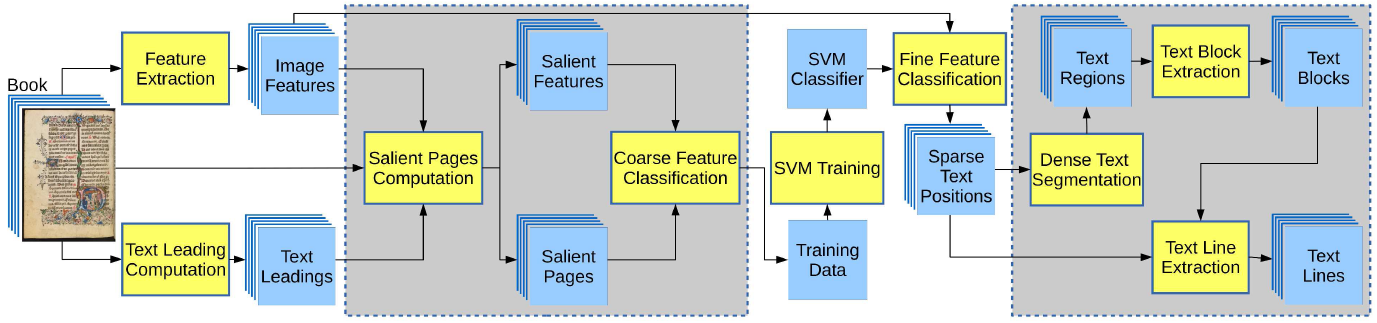 Book
Feature
Extraction
Image
Features
Text Leading
Computation
Text
Leadings
Salient Pages
Computation
Salient
Features
Salient
Pages
Coarse Feature
Classification
Training
Data
SVM Training
SVM
Classifier
Fine Feature
Classification
Sparse
Text
Positions
Dense Text
Segmentation
Text
Regions
Text Block
Extraction
Text
Blocks
Text Line
Extraction
Text
Lines